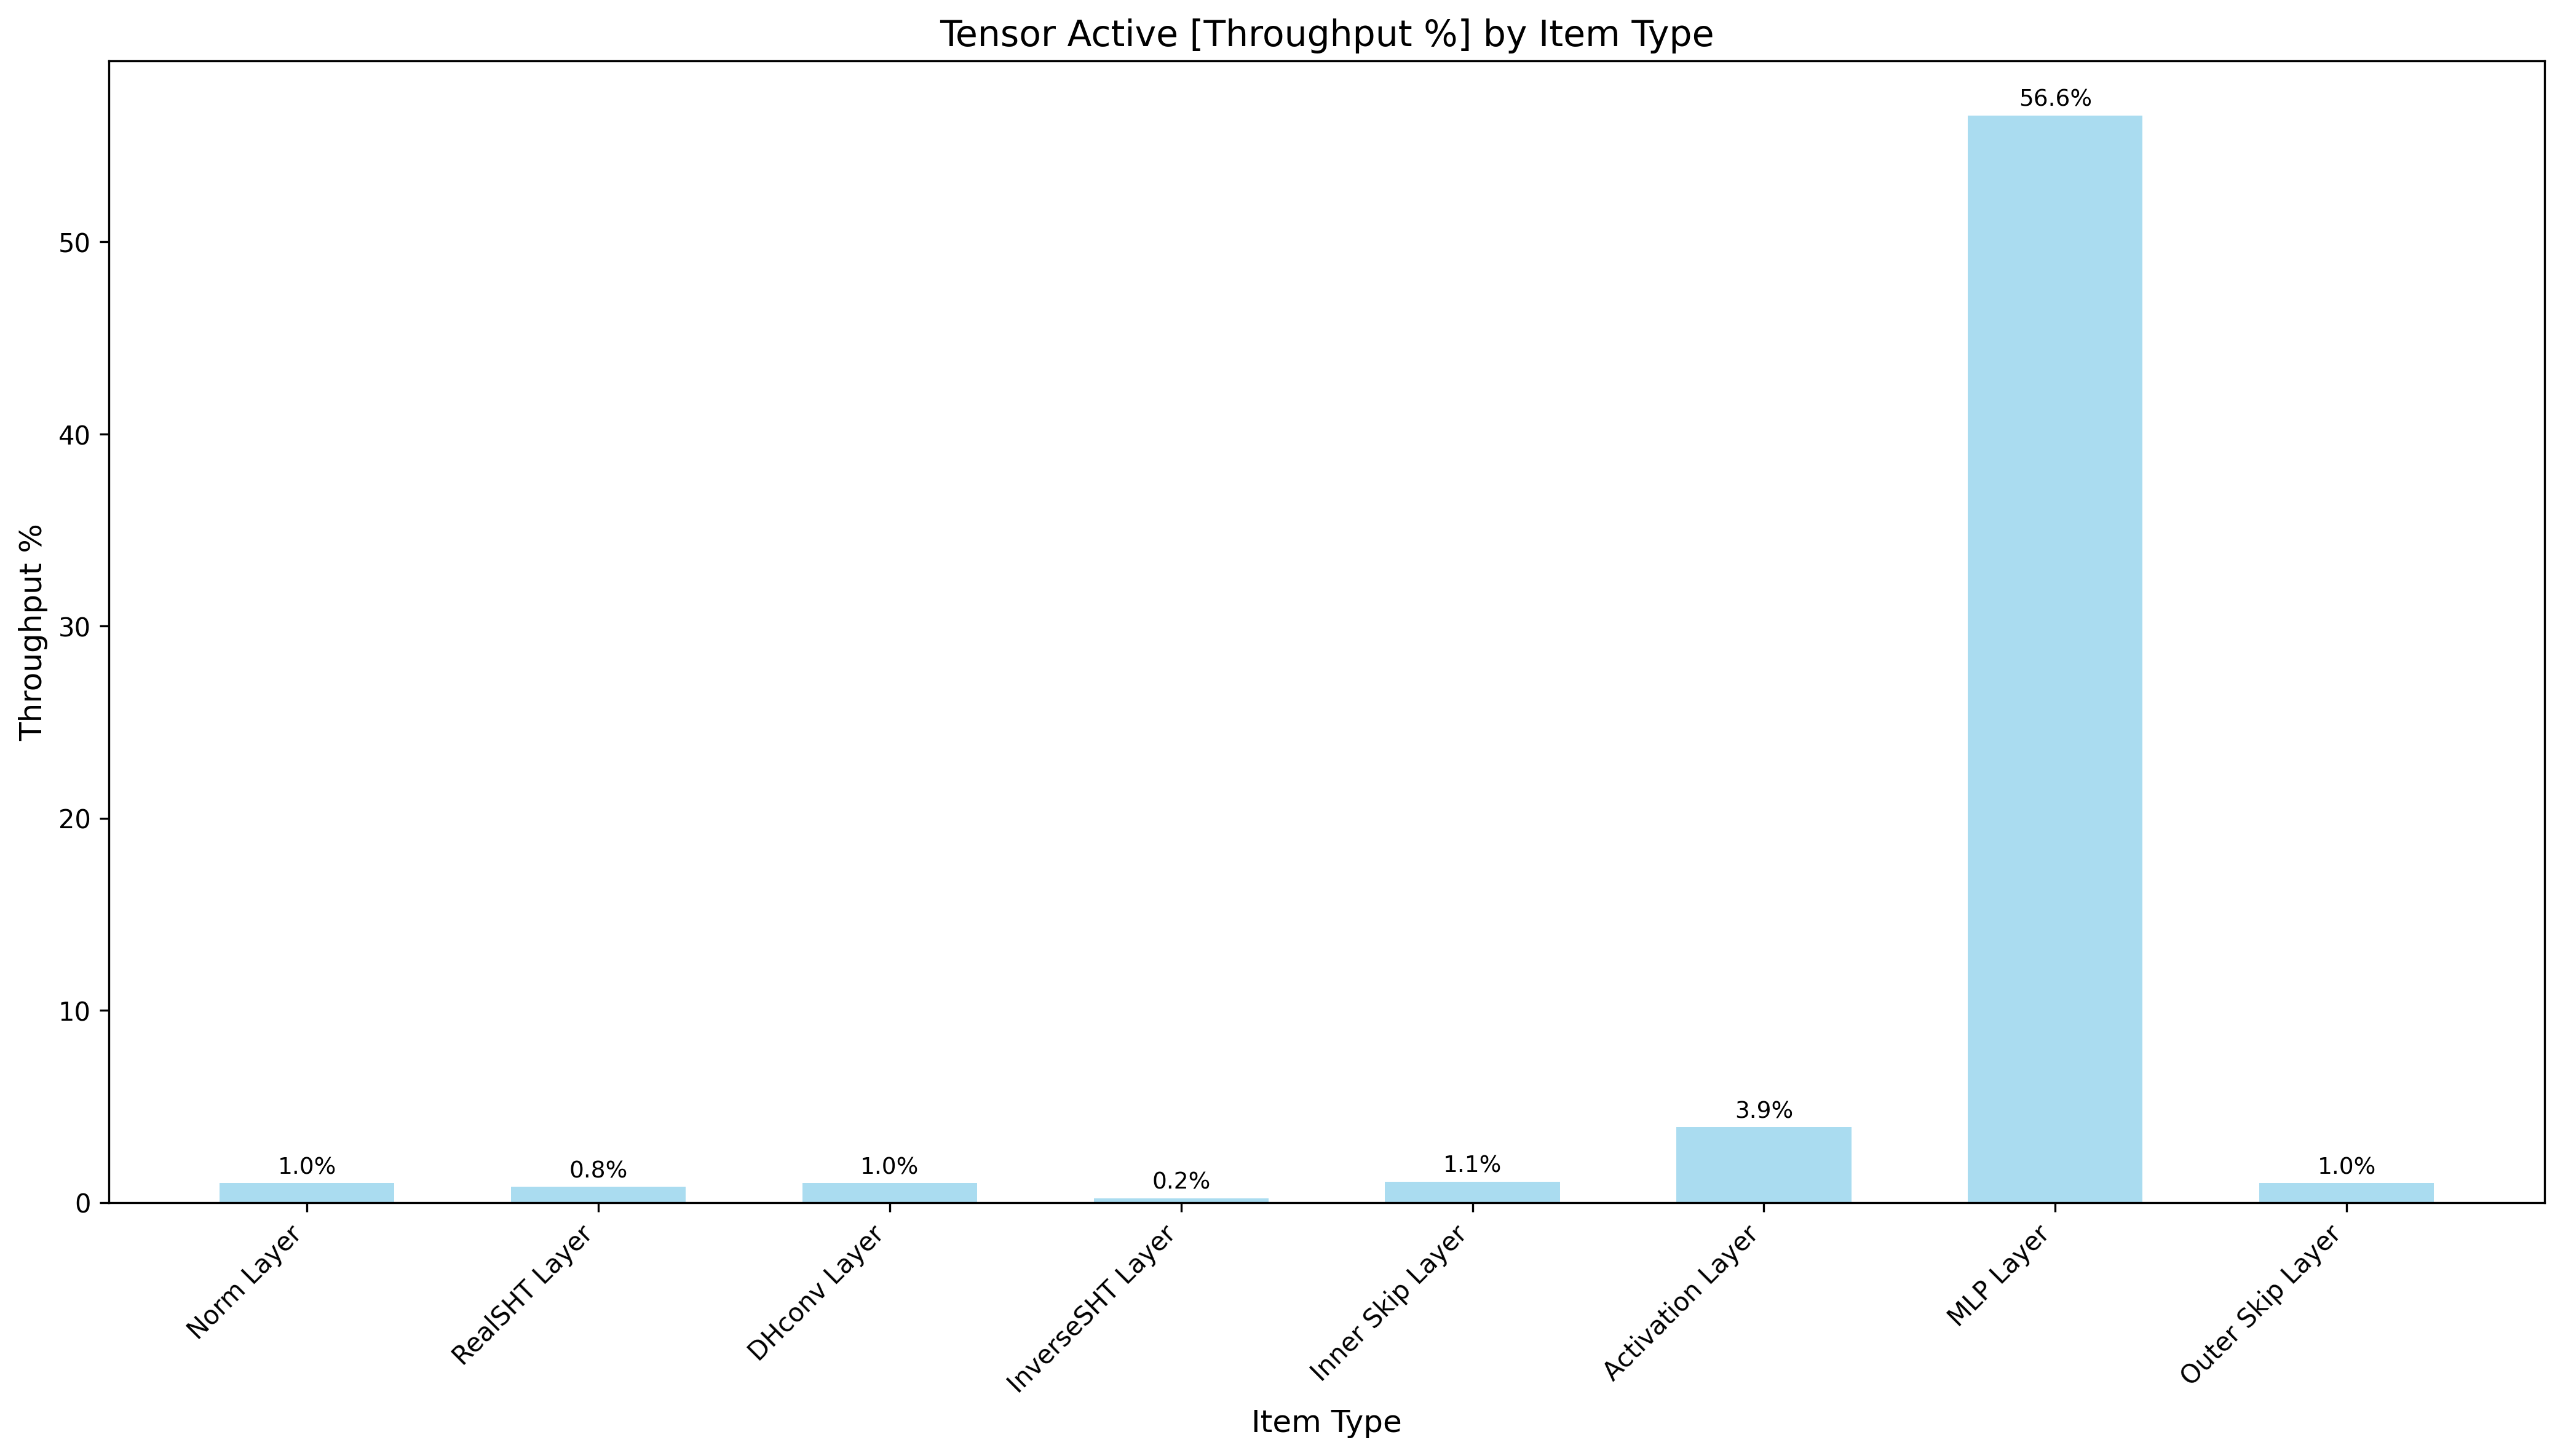 Tensor Active [Throughput %] by Item Type
Throughput %
50
40
30
20
10
0
1.0%
0.8%
1.0%
0.2%
1.1%
3.9%
56.6%
1.0%
Norm Layer
RealSHT Layer
DHconv Layer
InverseSHT Layer
Inner Skip Layer
Activation Layer
MLP Layer
Outer Skip Layer
Item Type